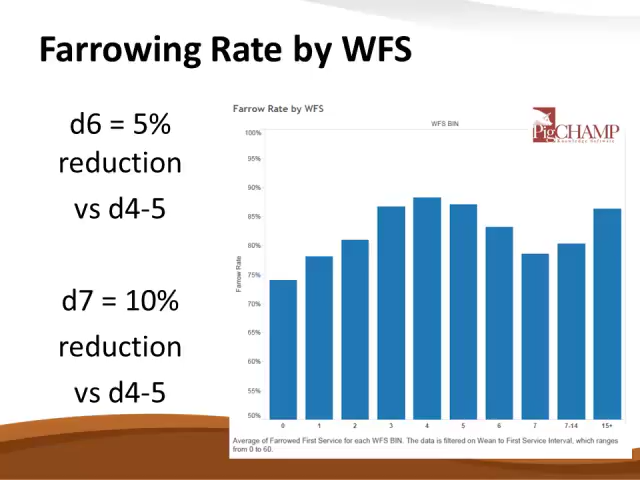 Farrowing Rate by WFS
d6 = 5%
reduction
vs d4-5
d7 = 10%
reduction
vs d4-5
Farrow Rate by WFS
WFS BIN
PigCHAMP
Knowledge Software
100%
95%
90%
85%
80%
75%
70%
65%
60%
55%
50%
Farrow Rate
0 1 2 3 4 5 6 7 7-14 15+
Average of Farrowed First Service for each WFS BIN. The data is filtered on Wean to First Service Interval, which ranges
from 0 to 60.